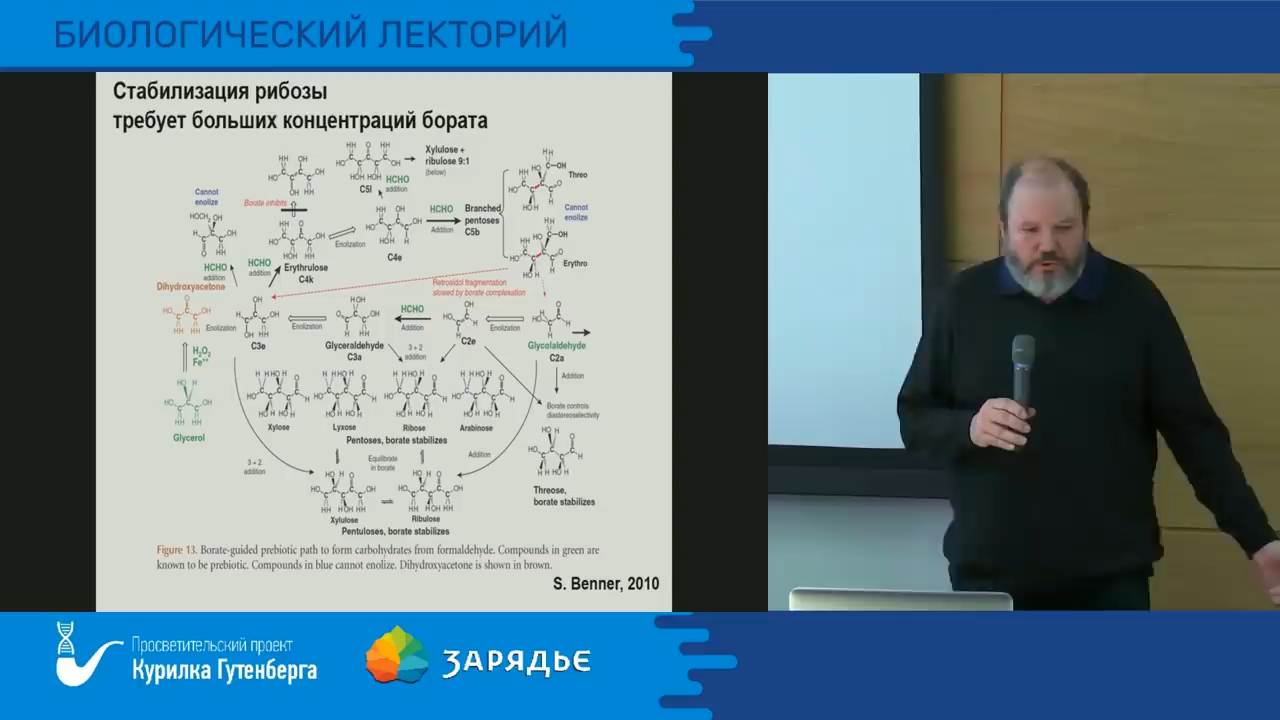 БИОЛОГИЧЕСКИЙ ЛЕКТОРИЙ
Стабилизация рибозы
требует больших концентраций бората
Xylulose +
ribulose 9:1
(below)
HCHO
addition
C5l
Threo
Cannot
enolize
Borate inhibits
HCHO
Addition
Branched
pentoses
C5b
Cannot
enolize
Enolization
C4e
Erythro
HCHO
addition
HCHO
addition
Erythrulose
C4k
Retroaldol fragmentation
slowed by borate complexation
Dihydroxyacetone
Enolization
C3e
Enolization
Glyceraldehyde
C3a
HCHO
Addition
C2e
Enolization
Glycolaldehyde
C2a
H₂O₂
Fe⁺⁺
3 + 2
addition
Addition
Glycerol
Borate controls
diastereoselectivity
Xylose
Lyxose
Ribose
Arabinose
Pentoses, borate stabilizes
3 + 2
addition
Equilibrate
in borate
Addition
Threose,
borate stabilizes
Xylulose
Ribulose
Pentuloses, borate stabilizes
Figure 13. Borate-guided prebiotic path to form carbohydrates from formaldehyde. Compounds in green are
known to be prebiotic. Compounds in blue cannot enolize. Dihydroxyacetone is shown in brown.
S. Benner, 2010
Просветительский проект
Курилка Гутенберга
ЗАРЯДЬЕ